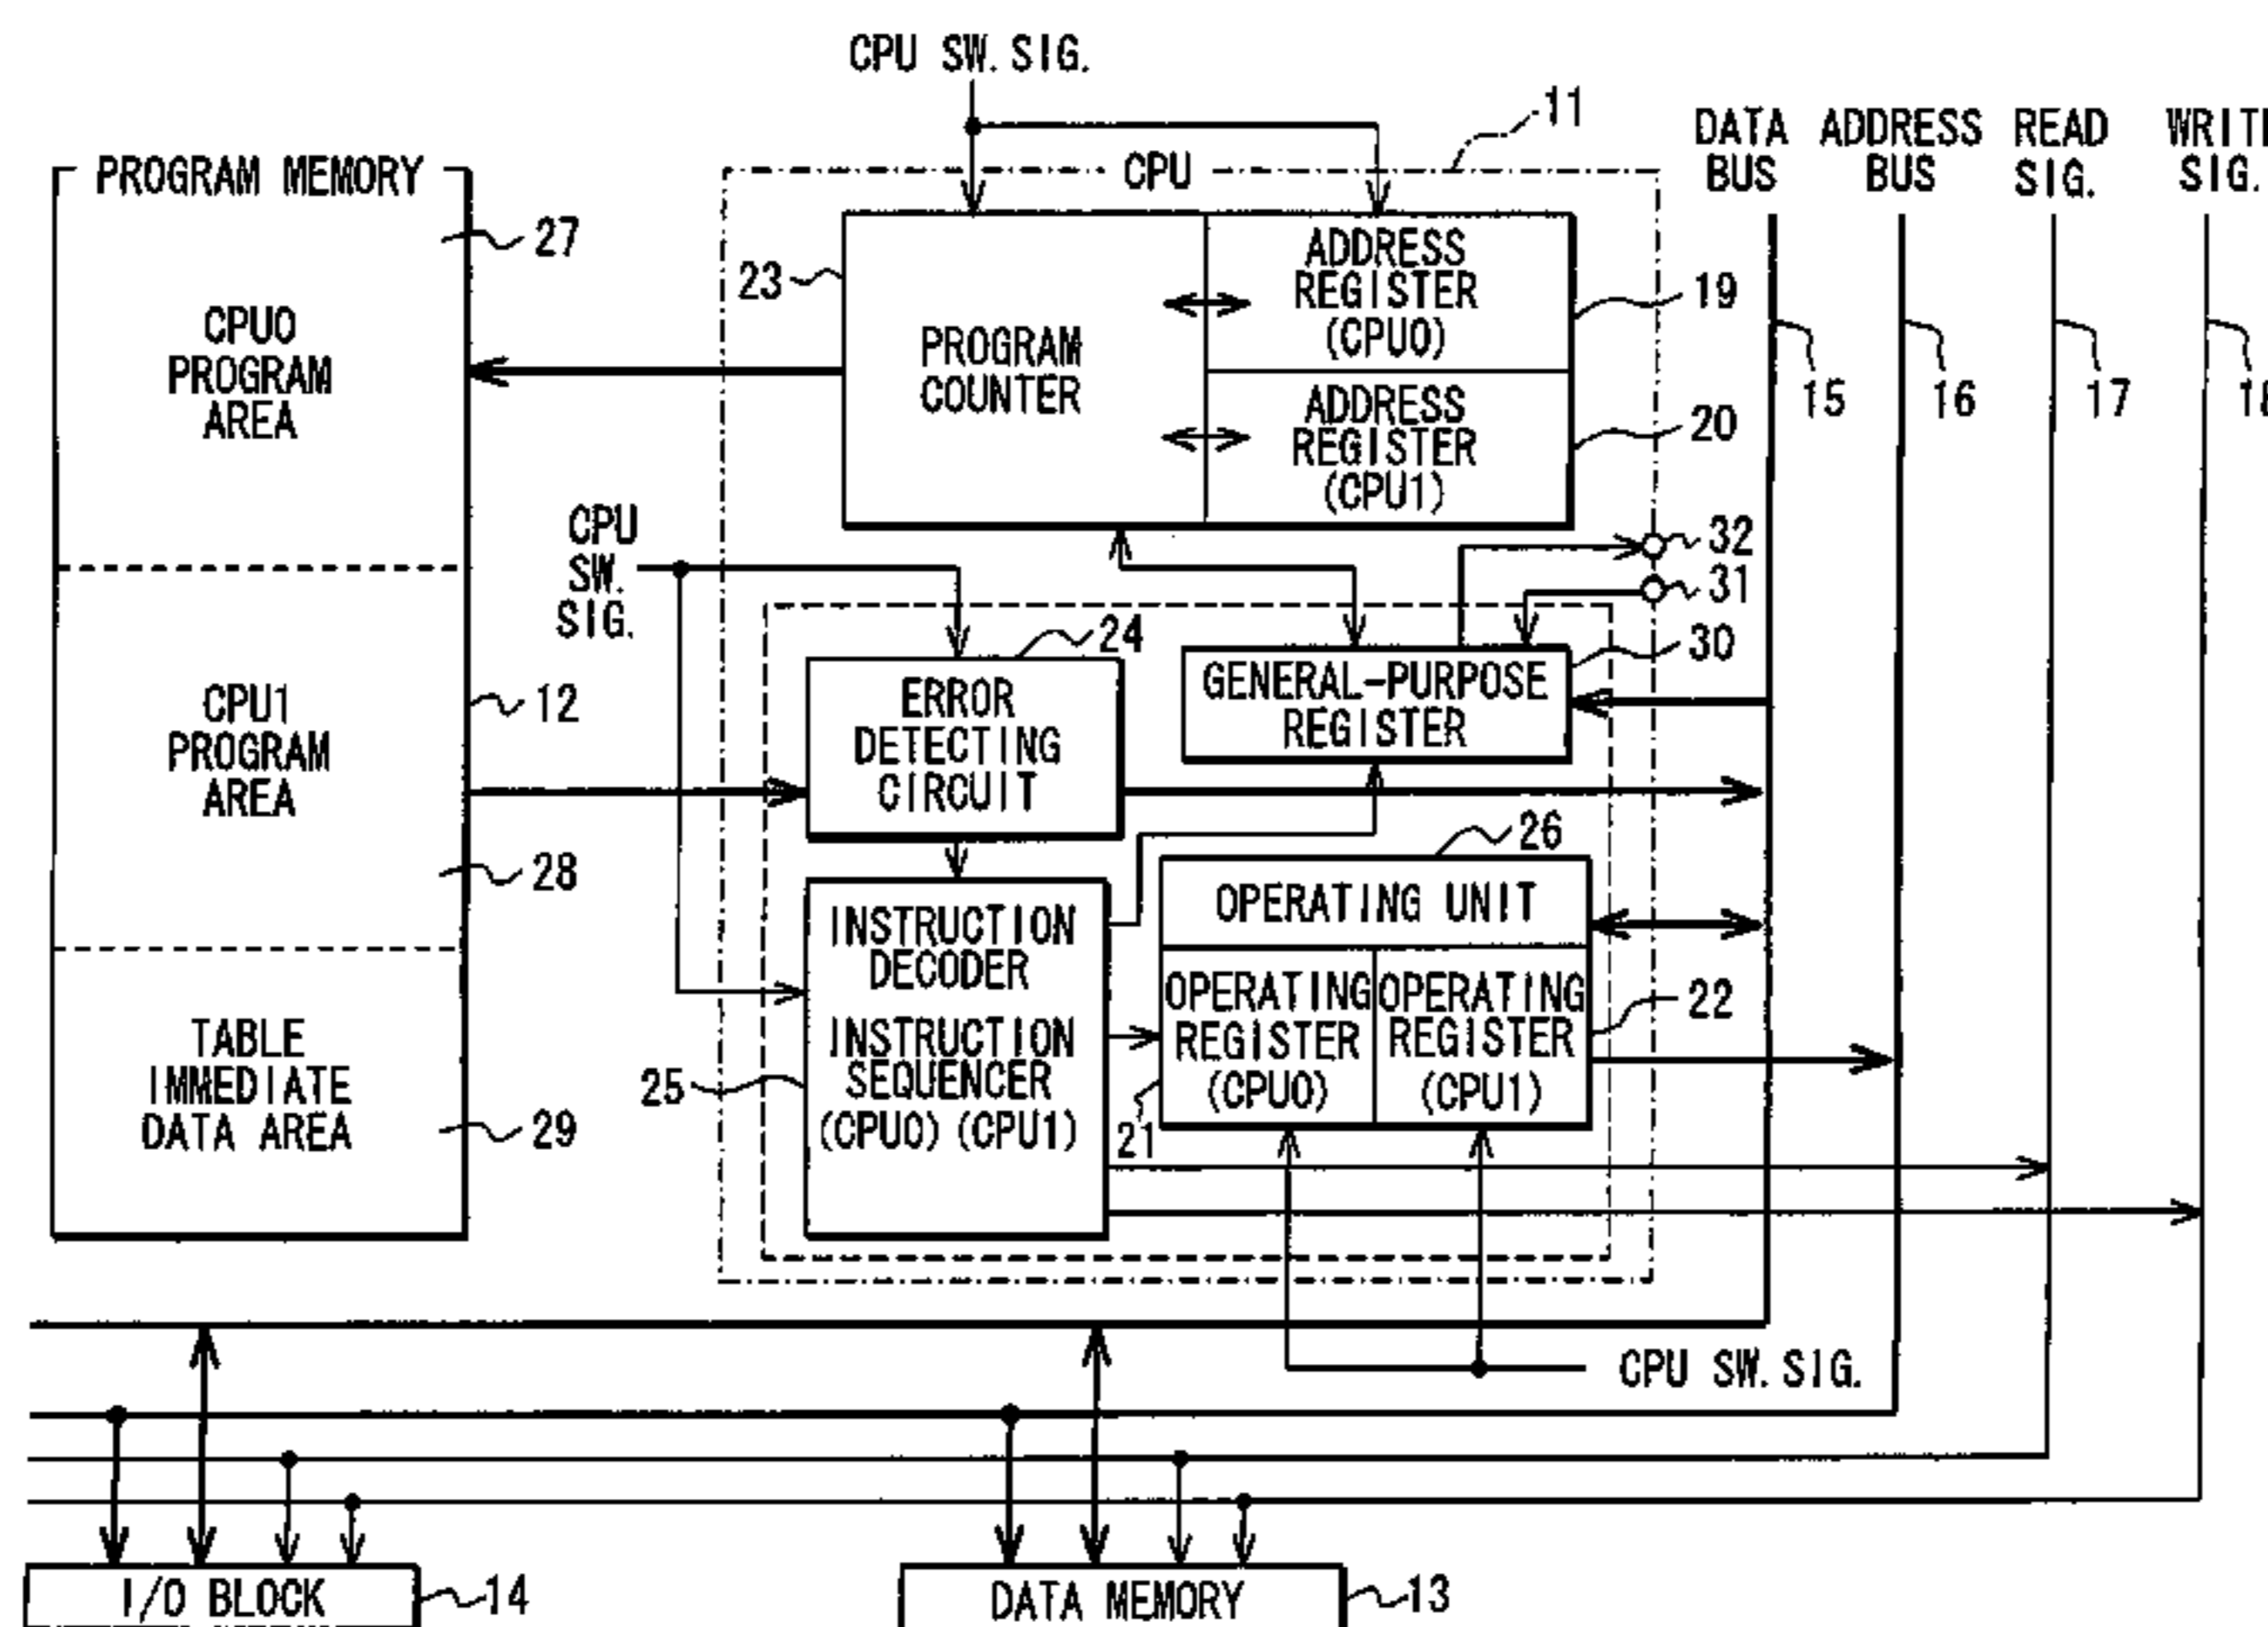 CPU SW. SIG.
11
DATA BUS
ADDRESS BUS
READ SIG.
WRITE SIG.
PROGRAM MEMORY
CPU
27
23
ADDRESS
REGISTER
(CPU0)
19
CPU0
PROGRAM
AREA
PROGRAM
COUNTER
15
16
17
18
ADDRESS
REGISTER
(CPU1)
20
CPU
SW.
SIG.
32
31
24
30
ERROR
DETECTING
CIRCUIT
GENERAL-PURPOSE
REGISTER
CPU1
PROGRAM
AREA
12
28
26
OPERATING UNIT
INSTRUCTION
DECODER
INSTRUCTION
SEQUENCER
(CPU0) (CPU1)
25
OPERATING
REGISTER
(CPU0)
OPERATING
REGISTER
(CPU1)
22
21
TABLE
IMMEDIATE
DATA AREA
29
CPU SW. SIG.
I/O BLOCK
14
DATA MEMORY
13